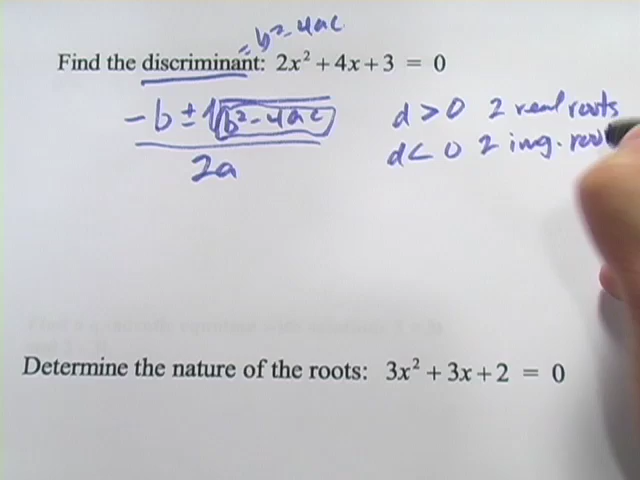 = b² - 4ac
Find the discriminant: 2x² + 4x + 3 = 0
-b ± √b² - 4ac
2a
d > 0 2 real roots
d < 0 2 img.
Determine the nature of the roots: 3x² + 3x + 2 = 0